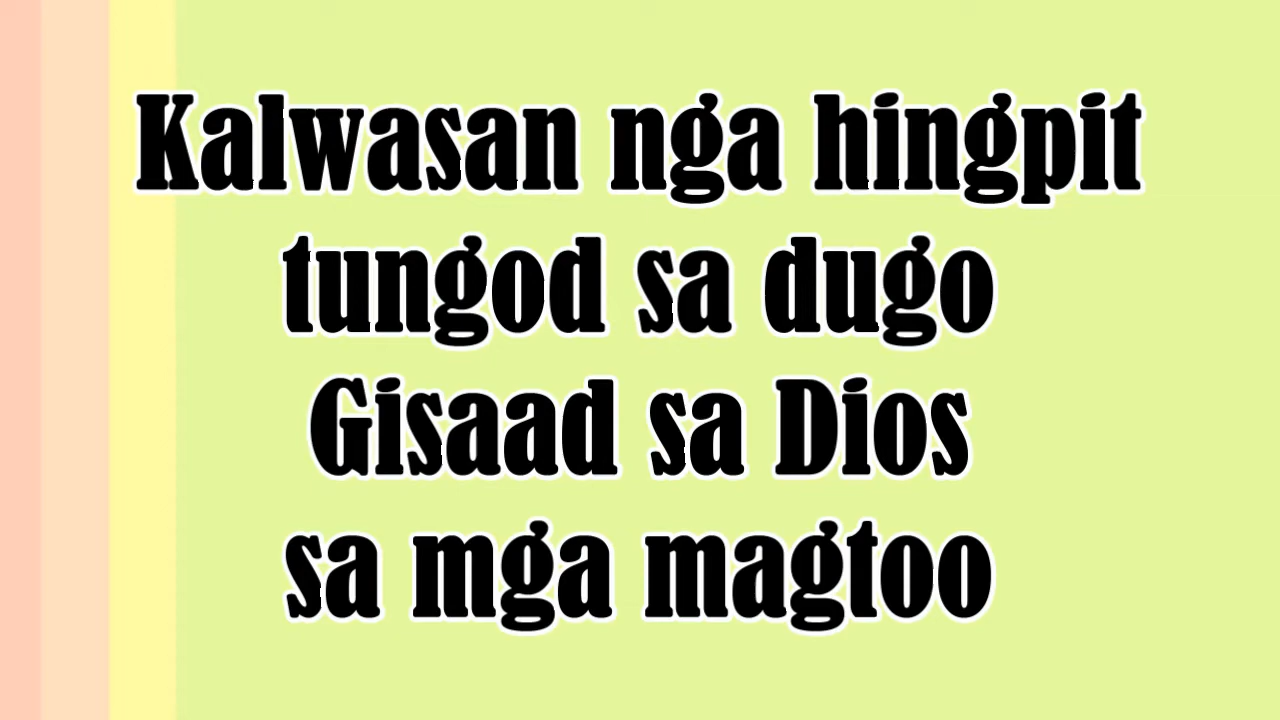 Kalwasan nga hingpit
tungod sa dugo
Gisaad sa Dios
sa mga magtoo